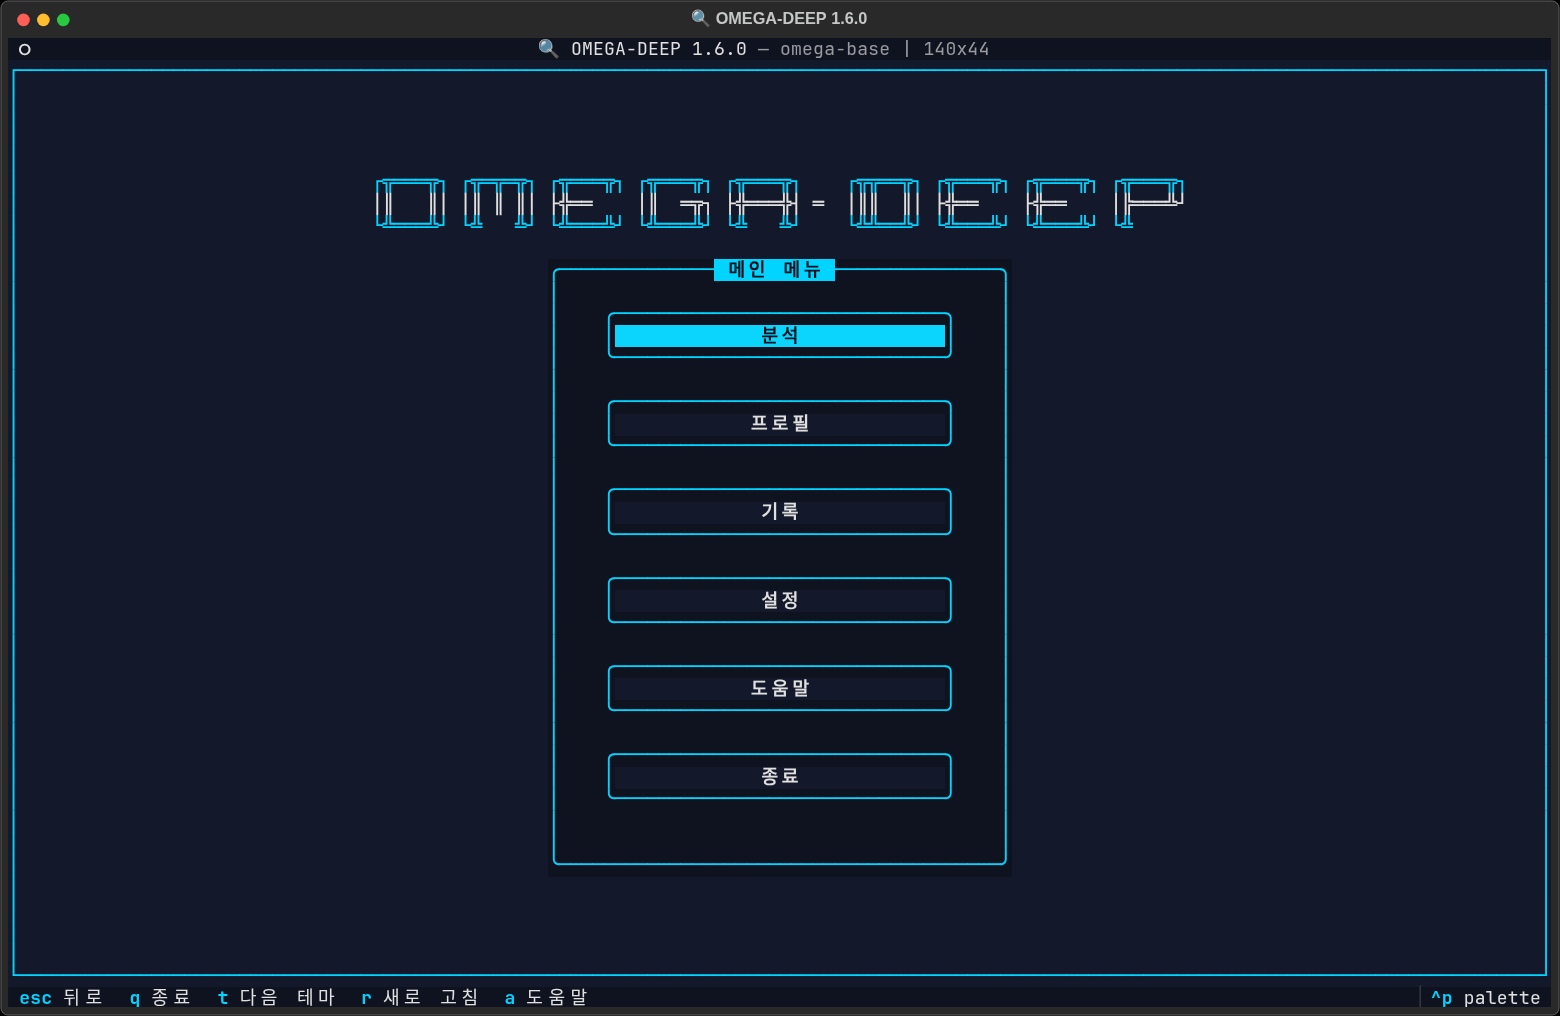 🔍 OMEGA-DEEP 1.6.0
🔍 OMEGA-DEEP 1.6.0 — omega-base | 140x44
OMEGA-DEEP
메인 메뉴
분석
프로필
기록
설정
도움말
종료
esc 뒤로 q 종료 t 다음 테마 r 새로 고침 a 도움말 ^p palette